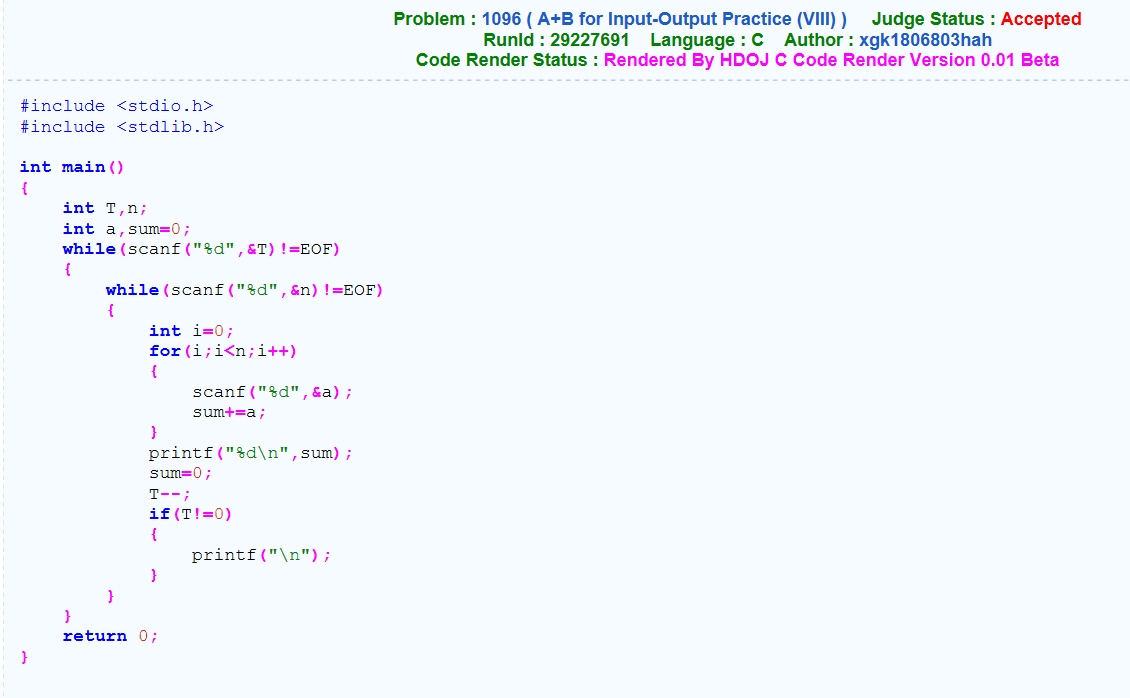 Problem : 1096 ( A+B for Input-Output Practice (VIII) )     Judge Status : Accepted
RunId : 29227691    Language : C    Author : xgk1806803hah
Code Render Status : Rendered By HDOJ C Code Render Version 0.01 Beta
#include <stdio.h>
#include <stdlib.h>

int main()
{
    int T,n;
    int a,sum=0;
    while(scanf("%d",&T)!=EOF)
    {
        while(scanf("%d",&n)!=EOF)
        {
            int i=0;
            for(i;i<n;i++)
            {
                scanf("%d",&a);
                sum+=a;
            }
            printf("%d\n",sum);
            sum=0;
            T--;
            if(T!=0)
            {
                printf("\n");
            }
        }
    }
    return 0;
}